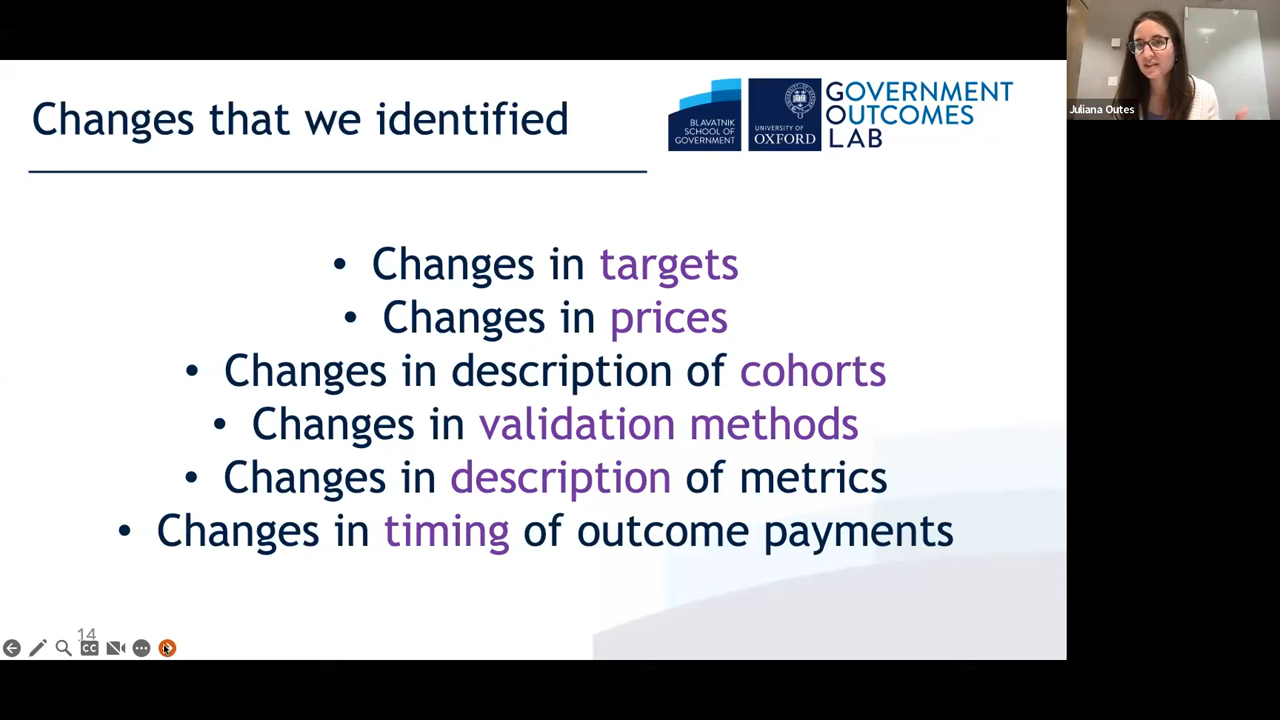 Changes that we identified
BLAVATNIK
SCHOOL OF
GOVERNMENT
UNIVERSITY OF
OXFORD
GOVERNMENT
OUTCOMES
LAB
Juliana Outes
• Changes in targets
• Changes in prices
• Changes in description of cohorts
• Changes in validation methods
• Changes in description of metrics
• Changes in timing of outcome payments
14
CC